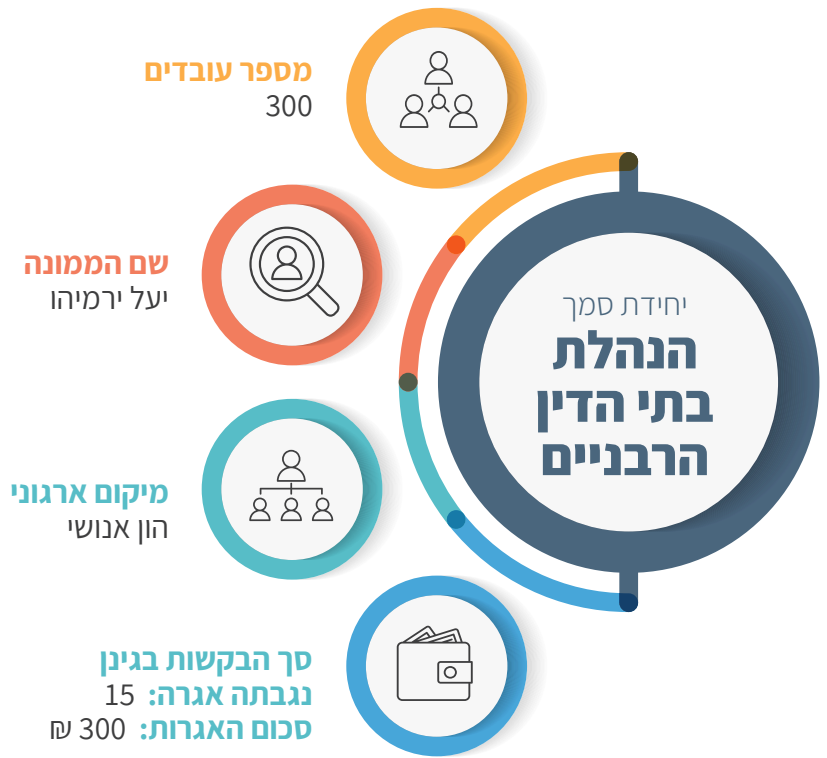 יחידת סמך
הנהלת
בתי הדין
הרבניים
מספר עובדים
300
שם הממונה
יעל ירמיהו
מיקום ארגוני
הון אנושי
סך הבקשות בגינן
נגבתה אגרה: 15
סכום האגרות: 300 ₪